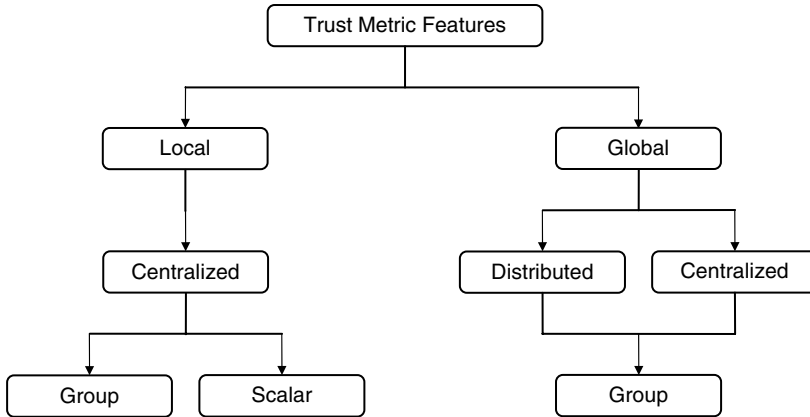 Trust Metric Features
Local
Global
Centralized
Distributed
Centralized
Group
Scalar
Group